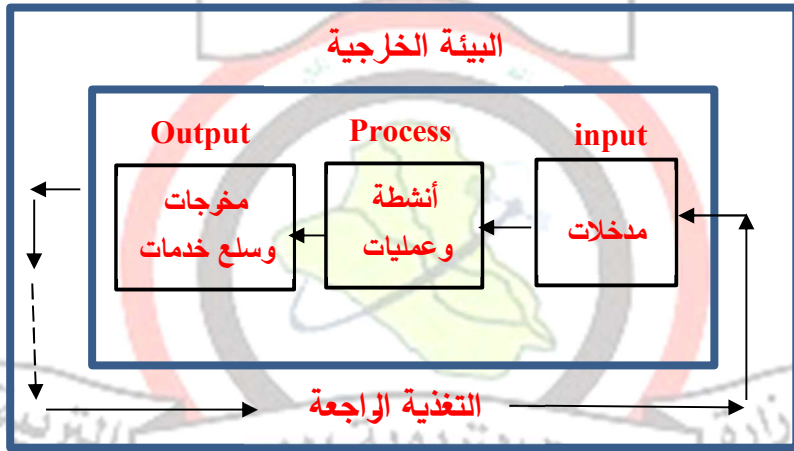 البيئة الخارجية
input
Process
Output
مدخلات
أنشطة
وعمليات
مخرجات
وسلع خدمات
التغذية الراجعة